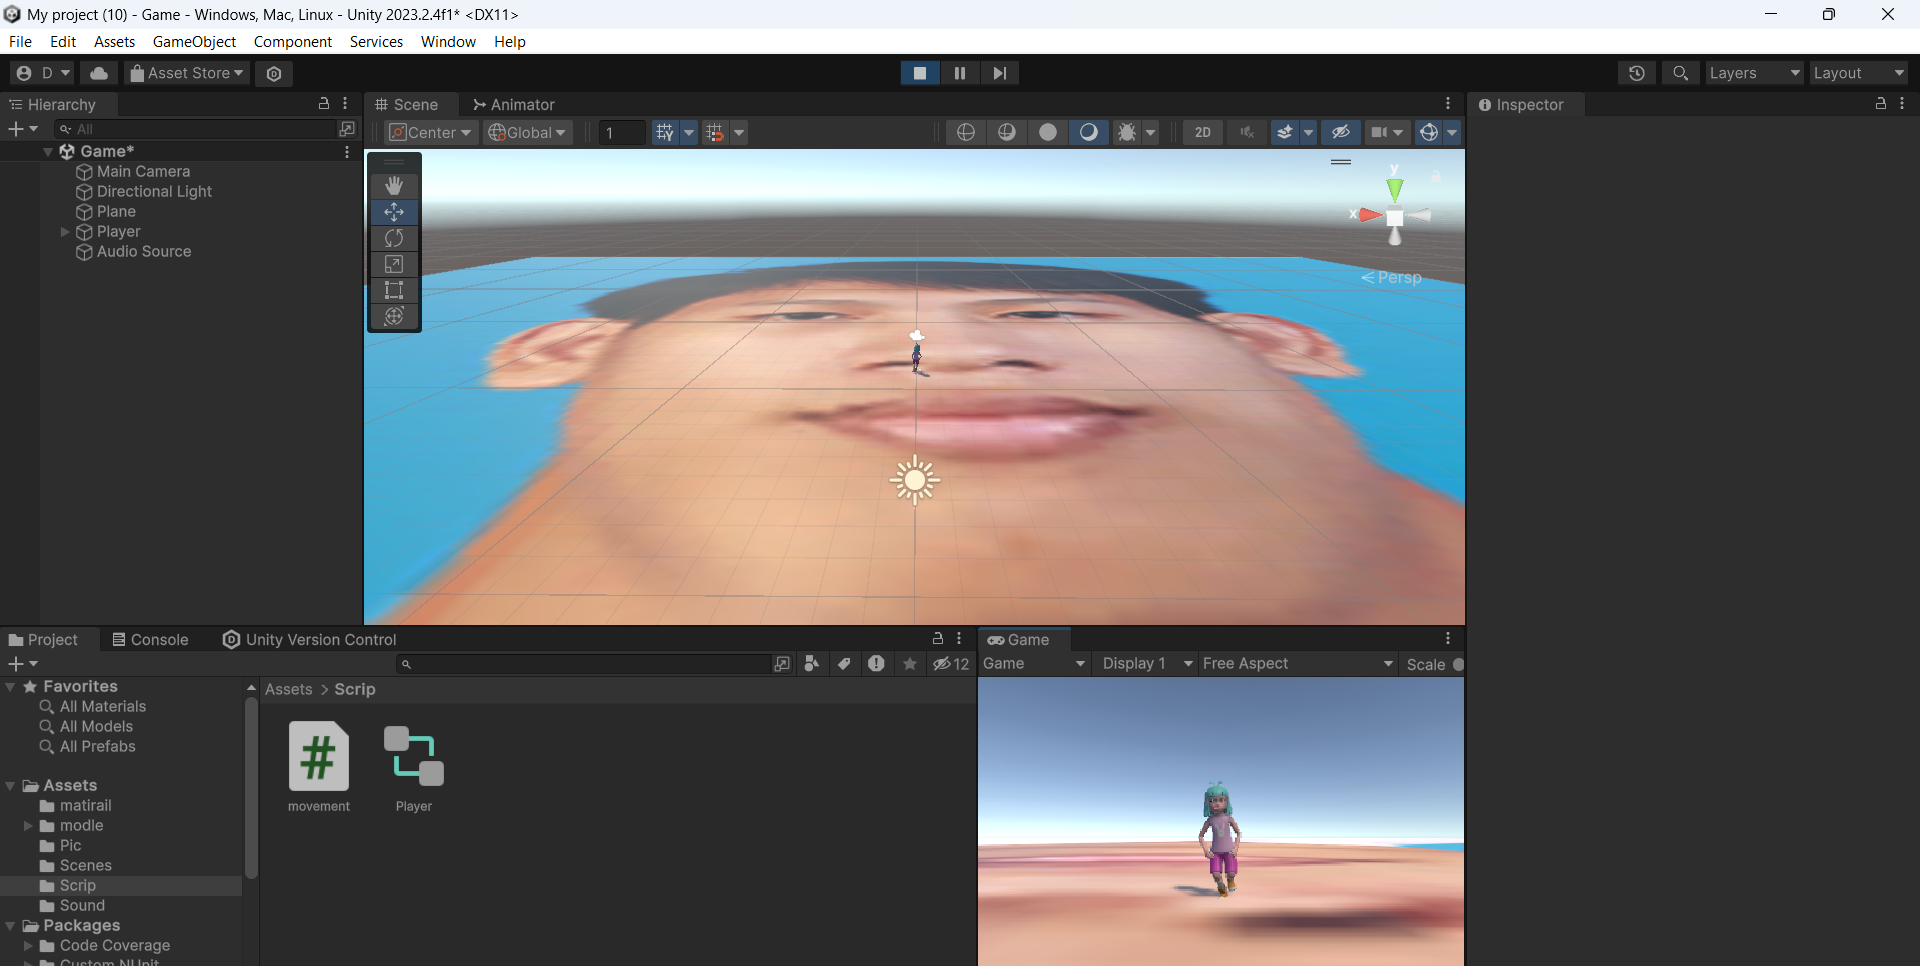 My project (10) - Game - Windows, Mac, Linux - Unity 2023.2.4f1* <DX11>
File Edit Assets GameObject Component Services Window Help
D Asset Store Layers Layout
Hierarchy
All
Game*
Main Camera
Directional Light
Plane
Player
Audio Source
Scene Animator
Center Global 1 2D
y
x
Persp
Inspector
Project Console Unity Version Control
12
Favorites
All Materials
All Models
All Prefabs
Assets
matirail
modle
Pic
Scenes
Scrip
Sound
Packages
Code Coverage
Custom NUnit
Assets > Scrip
movement Player
Game
Game Display 1 Free Aspect Scale